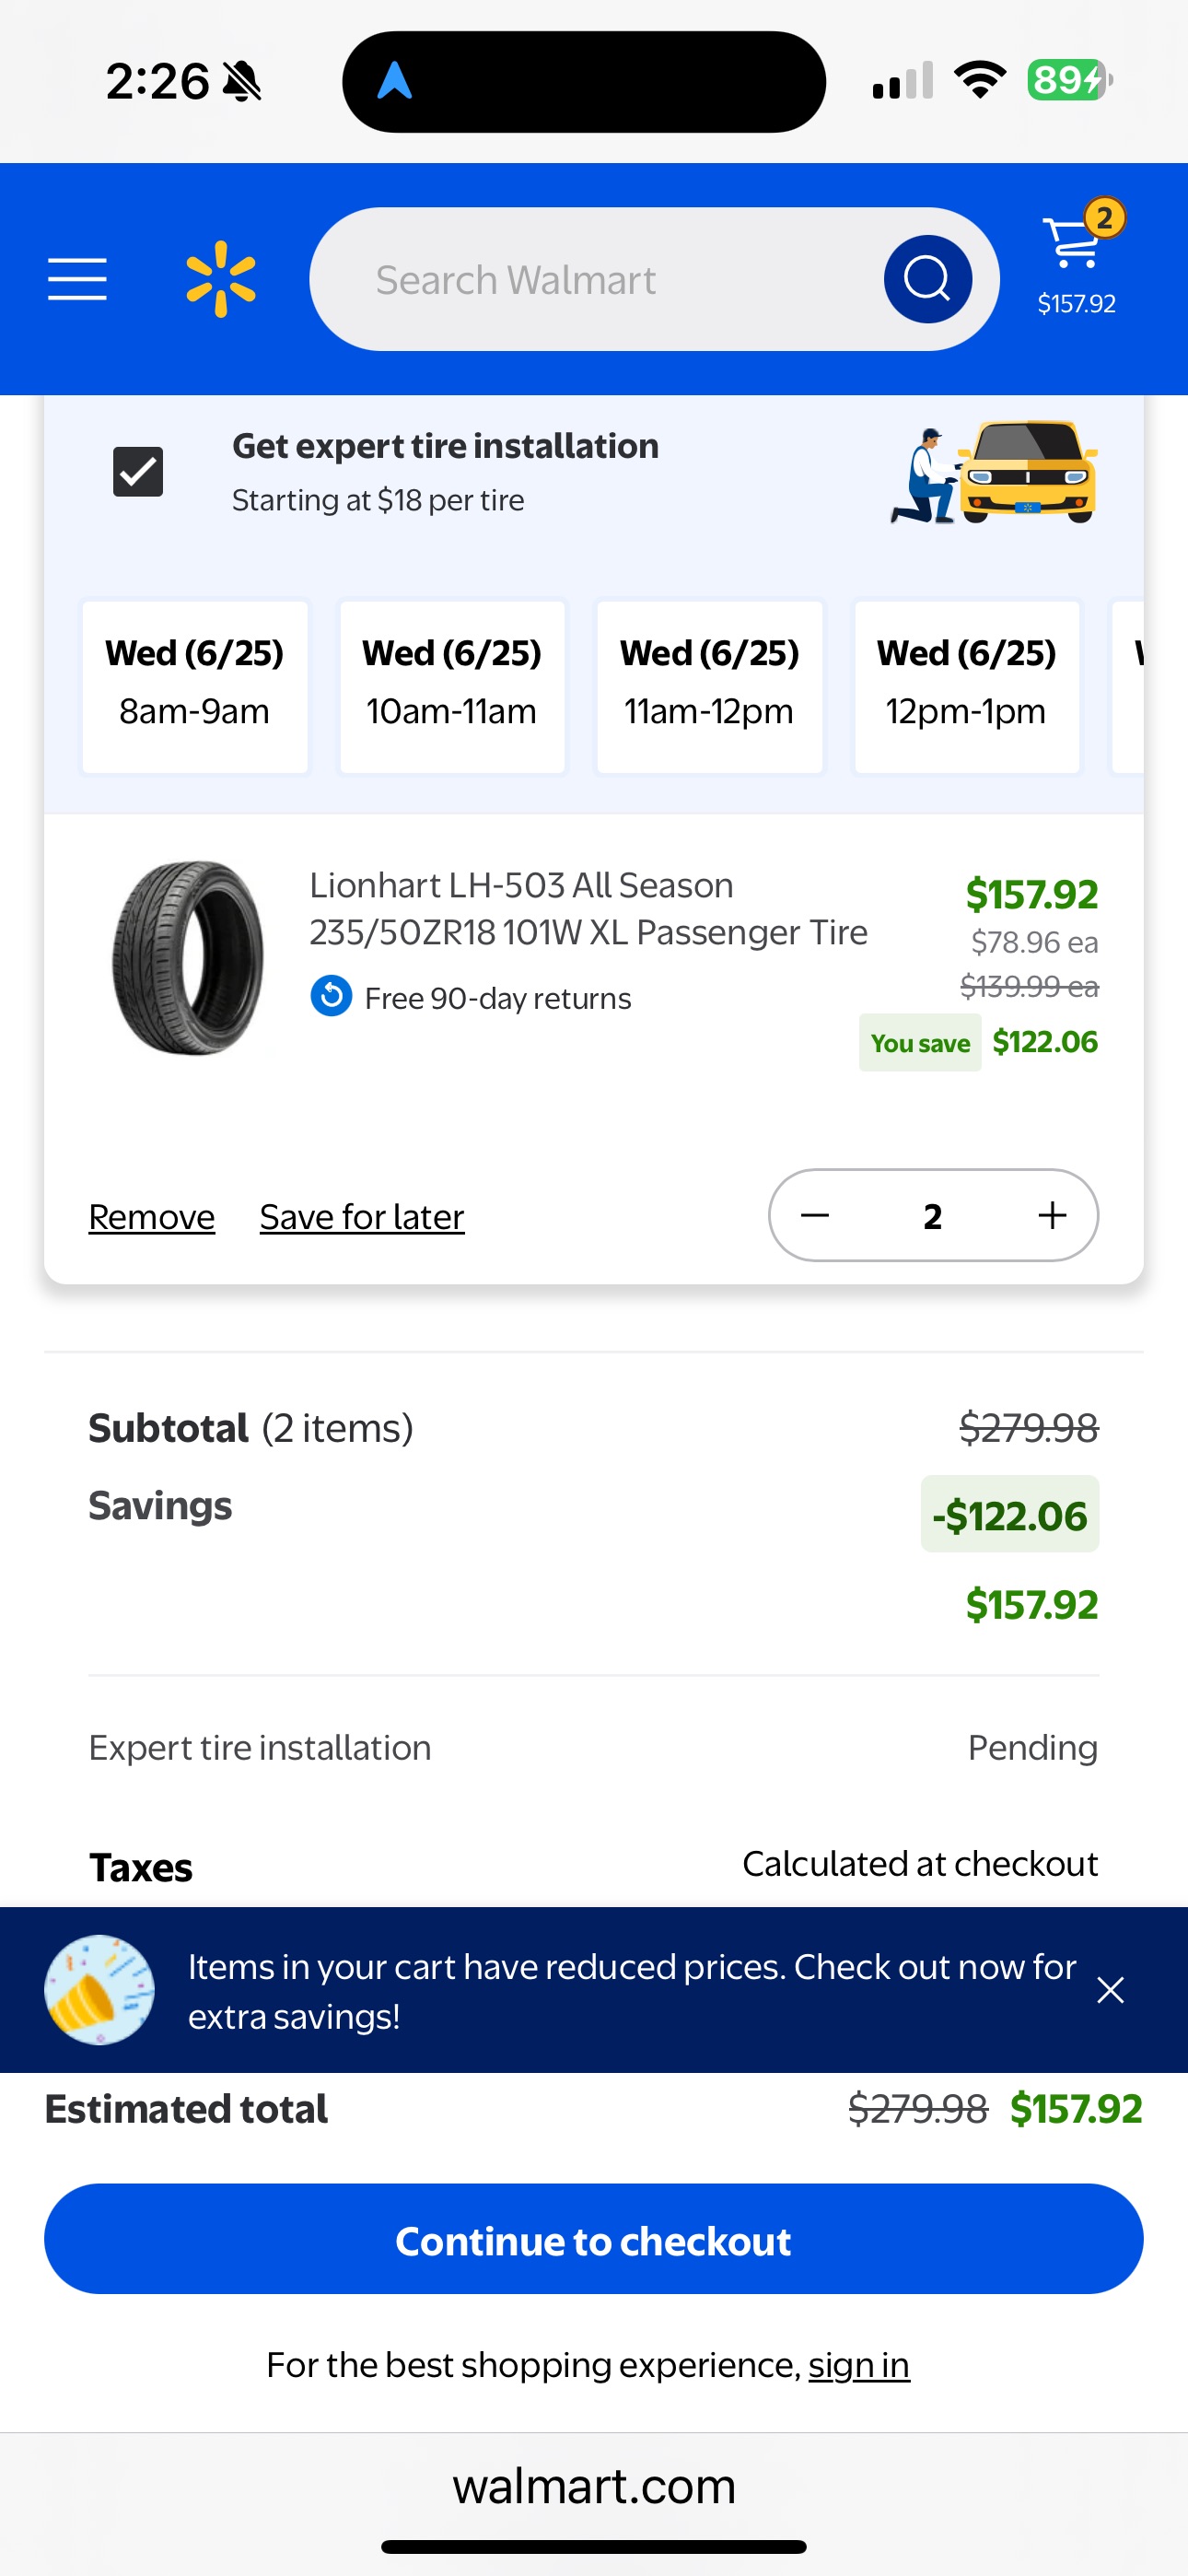 2:26
89
Search Walmart
2
$157.92
Get expert tire installation
Starting at $18 per tire
Wed (6/25)
8am-9am
Wed (6/25)
10am-11am
Wed (6/25)
11am-12pm
Wed (6/25)
12pm-1pm
Lionhart LH-503 All Season
235/50ZR18 101W XL Passenger Tire
Free 90-day returns
$157.92
$78.96 ea
$139.99 ea
You save $122.06
Remove Save for later
− 2 +
Subtotal (2 items) $279.98
Savings -$122.06
$157.92
Expert tire installation Pending
Taxes Calculated at checkout
Items in your cart have reduced prices. Check out now for
extra savings!
Estimated total $279.98 $157.92
Continue to checkout
For the best shopping experience, sign in
walmart.com